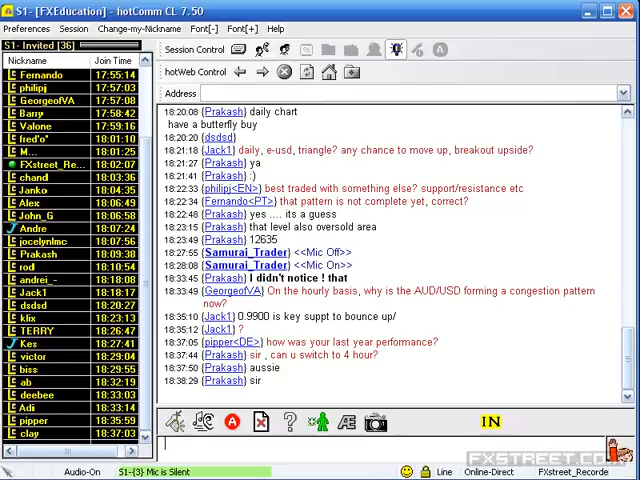 S1- [FXEducation] - hotComm CL 7.50
Preferences Session Change-my-Nickname Font[-] Font[+] Help
S1- Invited [36]
Nickname Join Time
Fernando 17:55:14
philipj 17:57:03
GeorgeofVA 17:57:08
Barry 17:58:42
Valone 17:59:16
fred'o" 18:01:10
M... 18:01:25
FXstreet_Re... 18:02:07
chand 18:03:36
Janko 18:04:35
Alex 18:06:49
John_G 18:06:58
Andre 18:07:24
jocelynlmc 18:07:56
Prakash 18:09:38
rod 18:10:54
andrei_- 18:18:08
Jack1 18:18:17
dsdsd 18:20:27
klix 18:13:36
TERRY 18:26:47
Kes 18:27:41
victor 18:29:04
biss 18:29:55
ab 18:32:19
deebee 18:33:10
Adi 18:33:14
pipper 18:35:59
clay 18:37:03
Session Control
hotWeb Control
Address
18:20:08 {Prakash} daily chart
have a butterfly buy
18:20:20 {dsdsd}
18:21:18 {Jack1} daily, e-usd, triangle? any chance to move up, breakout upside?
18:21:27 {Prakash} ya
18:21:41 {Prakash} :)
18:22:33 {philipj<EN>} best traded with something else? support/resistance etc
18:22:34 {Fernando<PT>} that pattern is not complete yet, correct?
18:22:48 {Prakash} yes .... its a guess
18:23:15 {Prakash} that level also oversold area
18:23:49 {Prakash} 12635
18:27:55 {Samurai_Trader} <<Mic Off>>
18:28:08 {Samurai_Trader} <<Mic On>>
18:33:45 {Prakash} I didn't notice ! that
18:33:49 {GeorgeofVA} On the hourly basis, why is the AUD/USD forming a congestion pattern
now?
18:35:10 {Jack1} 0.9900 is key suppt to bounce up/
18:35:12 {Jack1} ?
18:37:05 {pipper<DE>} how was your last year performance?
18:37:44 {Prakash} sir , can u switch to 4 hour?
18:37:50 {Prakash} aussie
18:38:29 {Prakash} sir
IN
FXSTREET.COM
Audio-On S1-{3} Mic is Silent Line Online-Direct FXstreet_Recorde